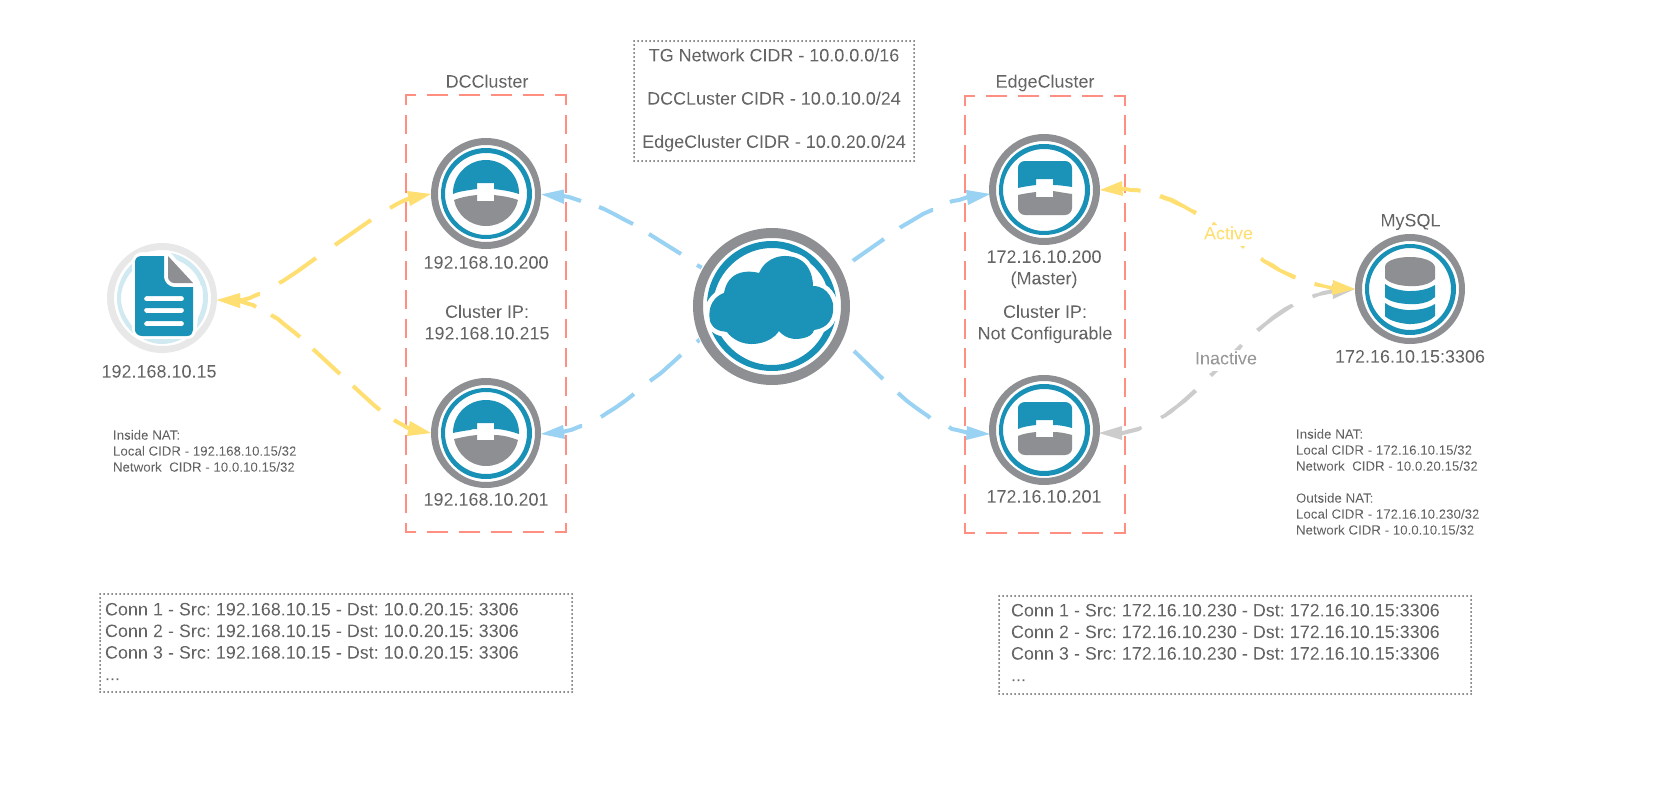 TG Network CIDR - 10.0.0.0/16
DCCLuster CIDR - 10.0.10.0/24
EdgeCluster CIDR - 10.0.20.0/24
DCCluster
192.168.10.200
Cluster IP:
192.168.10.215
192.168.10.201
EdgeCluster
172.16.10.200
(Master)
Cluster IP:
Not Configurable
172.16.10.201
Active
Inactive
MySQL
172.16.10.15:3306
192.168.10.15
Inside NAT:
Local CIDR - 192.168.10.15/32
Network  CIDR - 10.0.10.15/32
Inside NAT:
Local CIDR - 172.16.10.15/32
Network  CIDR - 10.0.20.15/32
Outside NAT:
Local CIDR - 172.16.10.230/32
Network CIDR - 10.0.10.15/32
Conn 1 - Src: 192.168.10.15 - Dst: 10.0.20.15: 3306
Conn 2 - Src: 192.168.10.15 - Dst: 10.0.20.15: 3306
Conn 3 - Src: 192.168.10.15 - Dst: 10.0.20.15: 3306
...
Conn 1 - Src: 172.16.10.230 - Dst: 172.16.10.15:3306
Conn 2 - Src: 172.16.10.230 - Dst: 172.16.10.15:3306
Conn 3 - Src: 172.16.10.230 - Dst: 172.16.10.15:3306
...